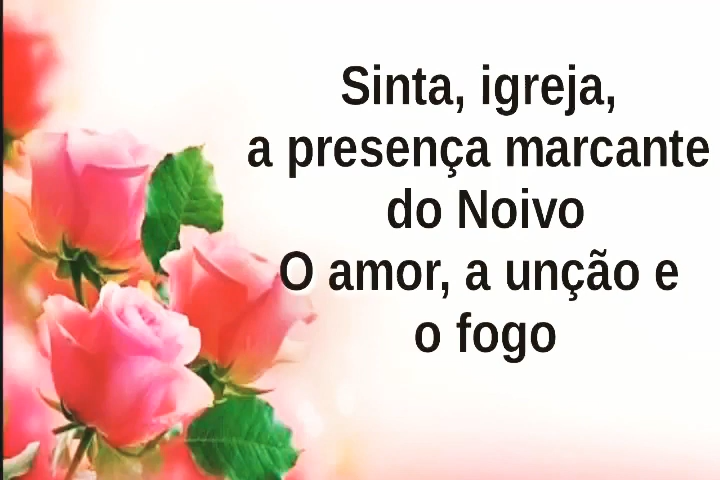 Sinta, igreja,
a presença marcante
do Noivo
O amor, a unção e
o fogo